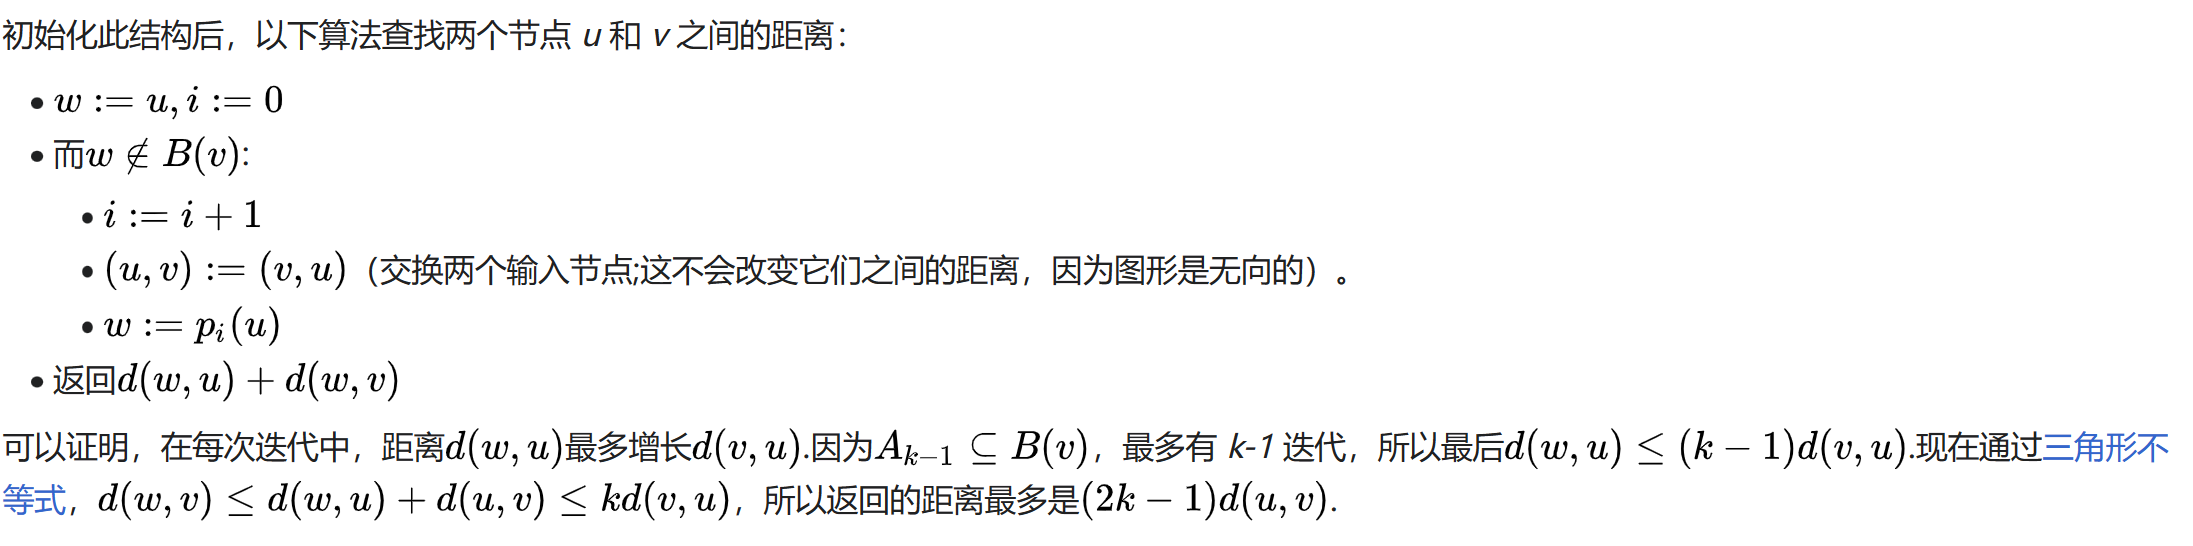 初始化此结构后，以下算法查找两个节点 u 和 v 之间的距离：
• w := u, i := 0
• 而w ∉ B(v):
• i := i + 1
• (u, v) := (v, u)（交换两个输入节点;这不会改变它们之间的距离，因为图形是无向的）。
• w := pᵢ(u)
• 返回d(w, u) + d(w, v)
可以证明，在每次迭代中，距离d(w, u)最多增长d(v, u).因为Aₖ₋₁ ⊆ B(v)，最多有 k-1 迭代，所以最后d(w, u) ≤ (k − 1)d(v, u).现在通过三角形不
等式，d(w, v) ≤ d(w, u) + d(u, v) ≤ kd(v, u)，所以返回的距离最多是(2k − 1)d(u, v).